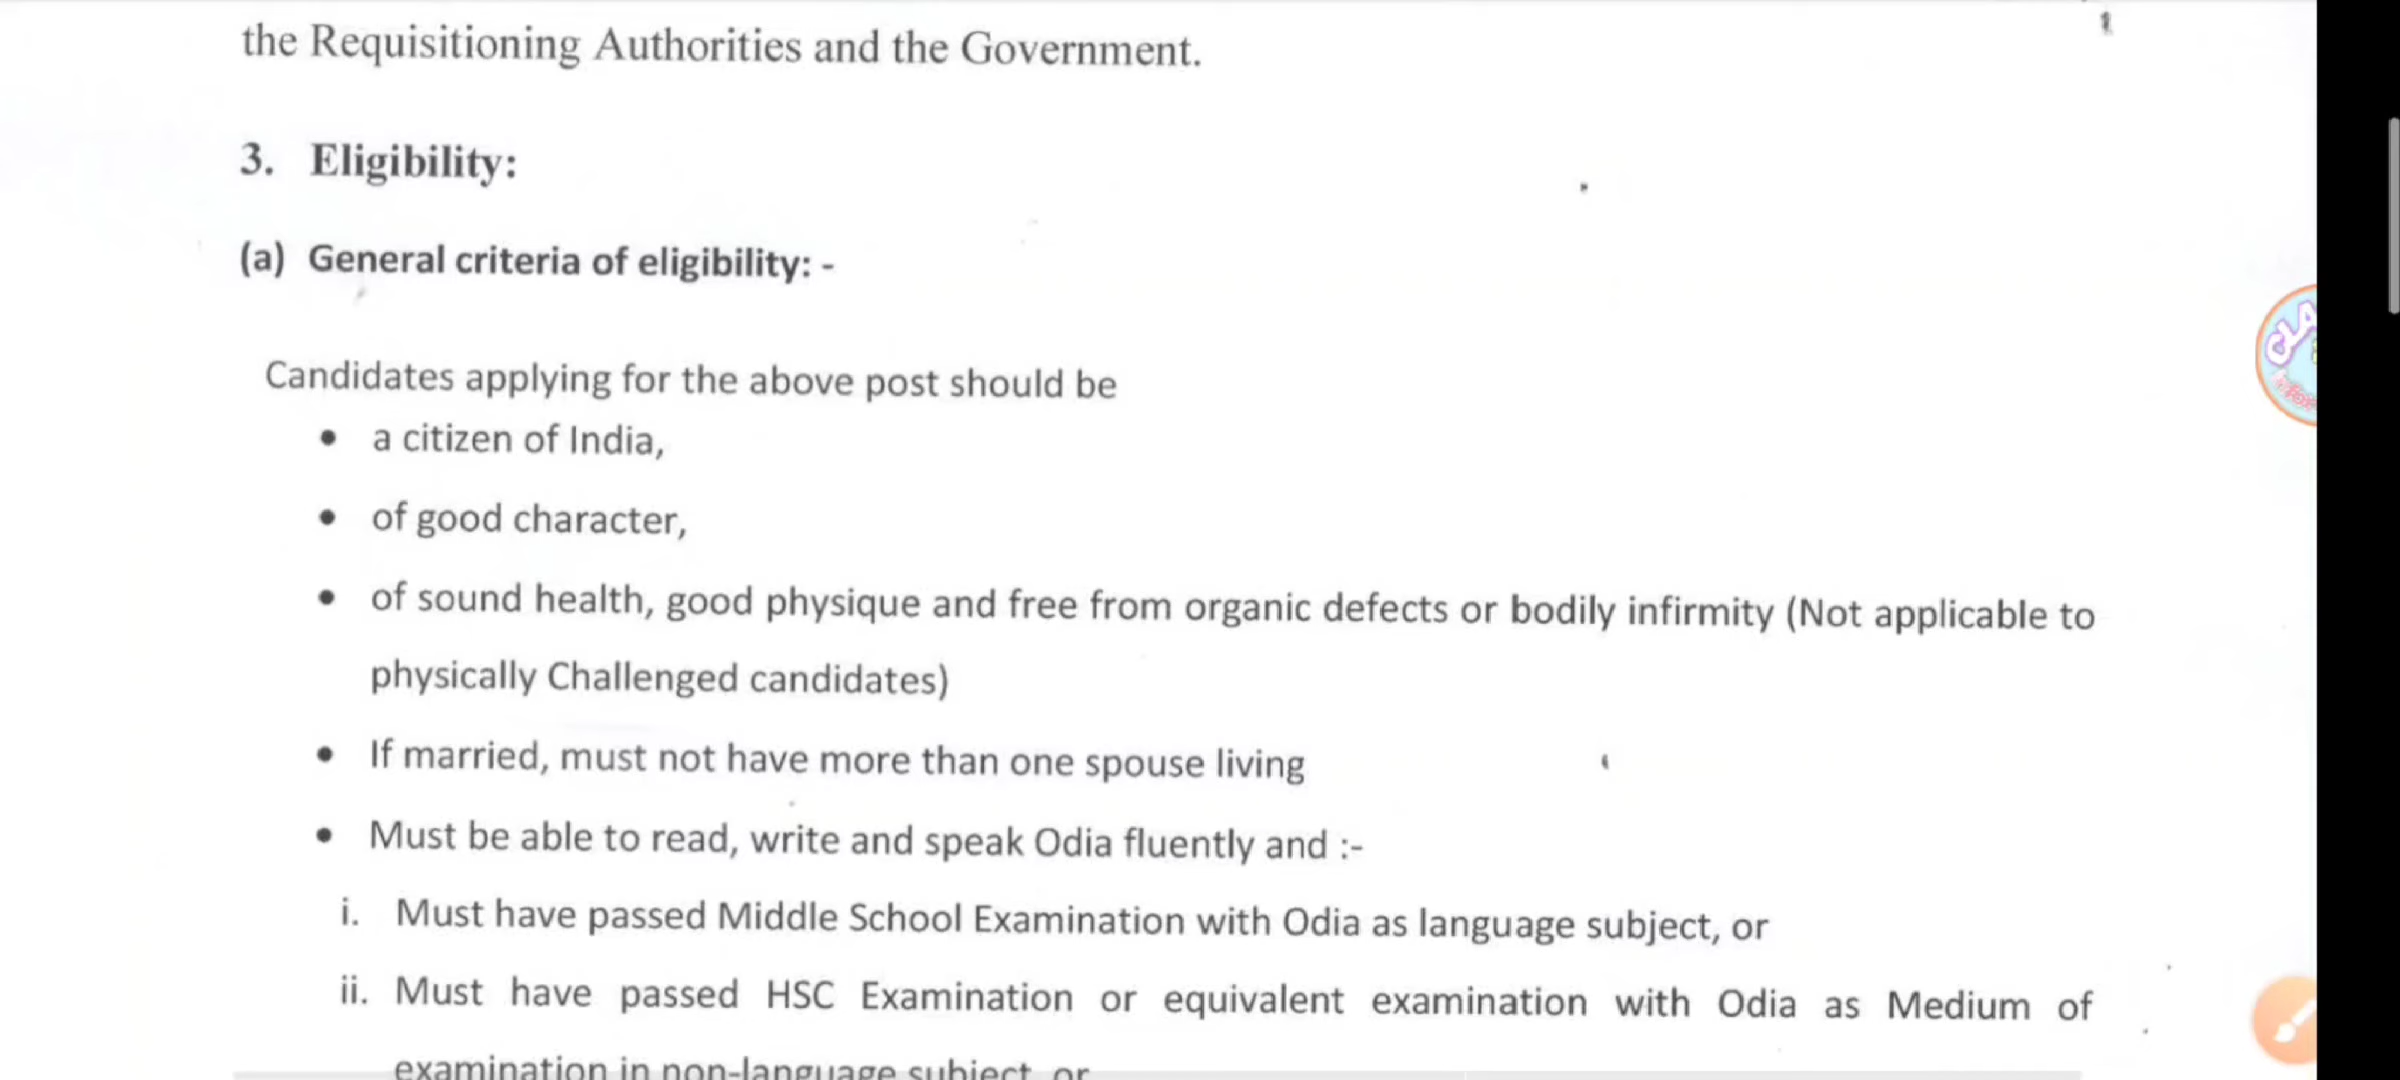 the Requisitioning Authorities and the Government.
3. Eligibility:
(a) General criteria of eligibility: -
Candidates applying for the above post should be
• a citizen of India,
• of good character,
• of sound health, good physique and free from organic defects or bodily infirmity (Not applicable to
physically Challenged candidates)
• If married, must not have more than one spouse living
• Must be able to read, write and speak Odia fluently and :-
i. Must have passed Middle School Examination with Odia as language subject, or
ii. Must have passed HSC Examination or equivalent examination with Odia as Medium of
examination in non-language subject, or